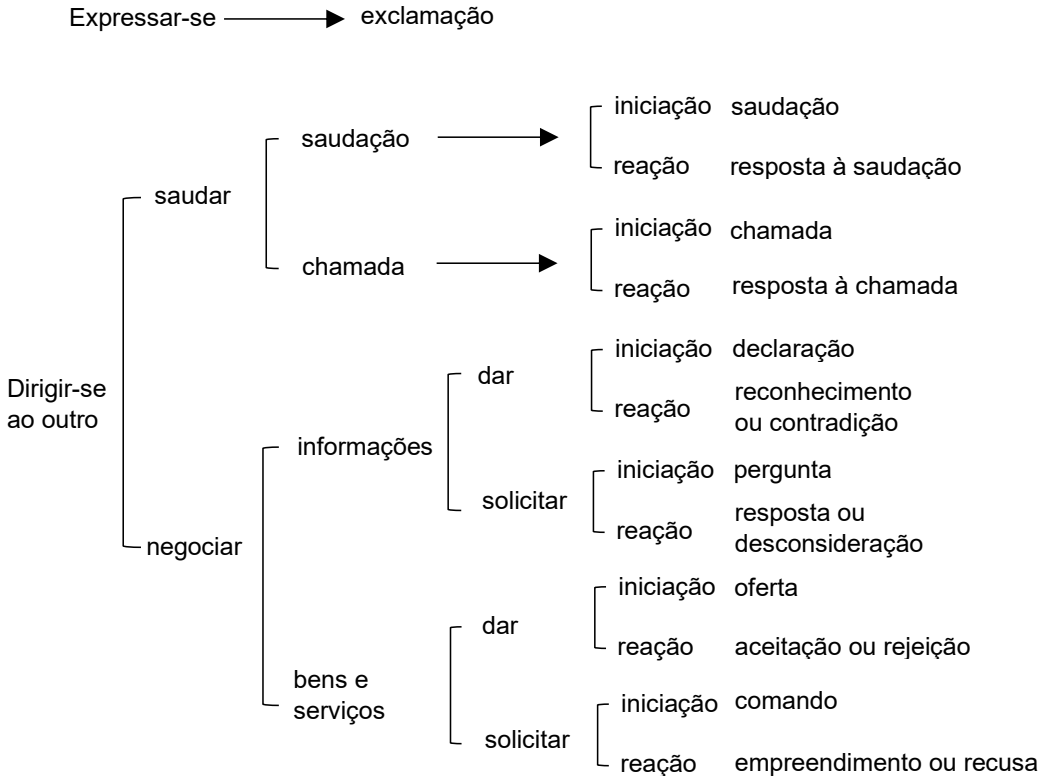 Expressar-se exclamação
iniciação saudação
saudação
reação resposta à saudação
saudar
iniciação chamada
chamada
reação resposta à chamada
iniciação declaração
dar
Dirigir-se
ao outro
reação reconhecimento
ou contradição
informações
iniciação pergunta
solicitar
reação resposta ou
desconsideração
negociar
iniciação oferta
dar
reação aceitação ou rejeição
bens e
serviços
iniciação comando
solicitar
reação empreendimento ou recusa